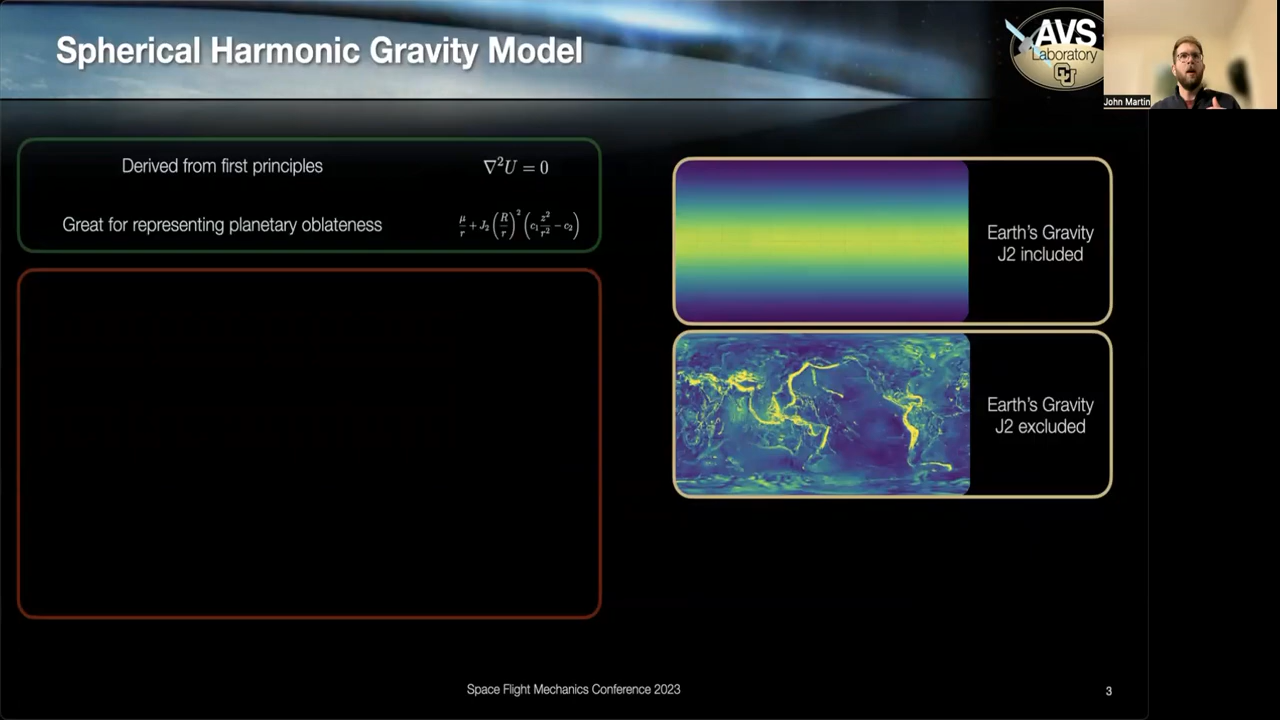 Spherical Harmonic Gravity Model
AVS
Laboratory
CU
John Martin
Derived from first principles
∇²U = 0
Great for representing planetary oblateness
μ/r + J₂(R/r)²(c₁ z²/r² − c₂)
Earth's Gravity
J2 included
Earth's Gravity
J2 excluded
Space Flight Mechanics Conference 2023
3